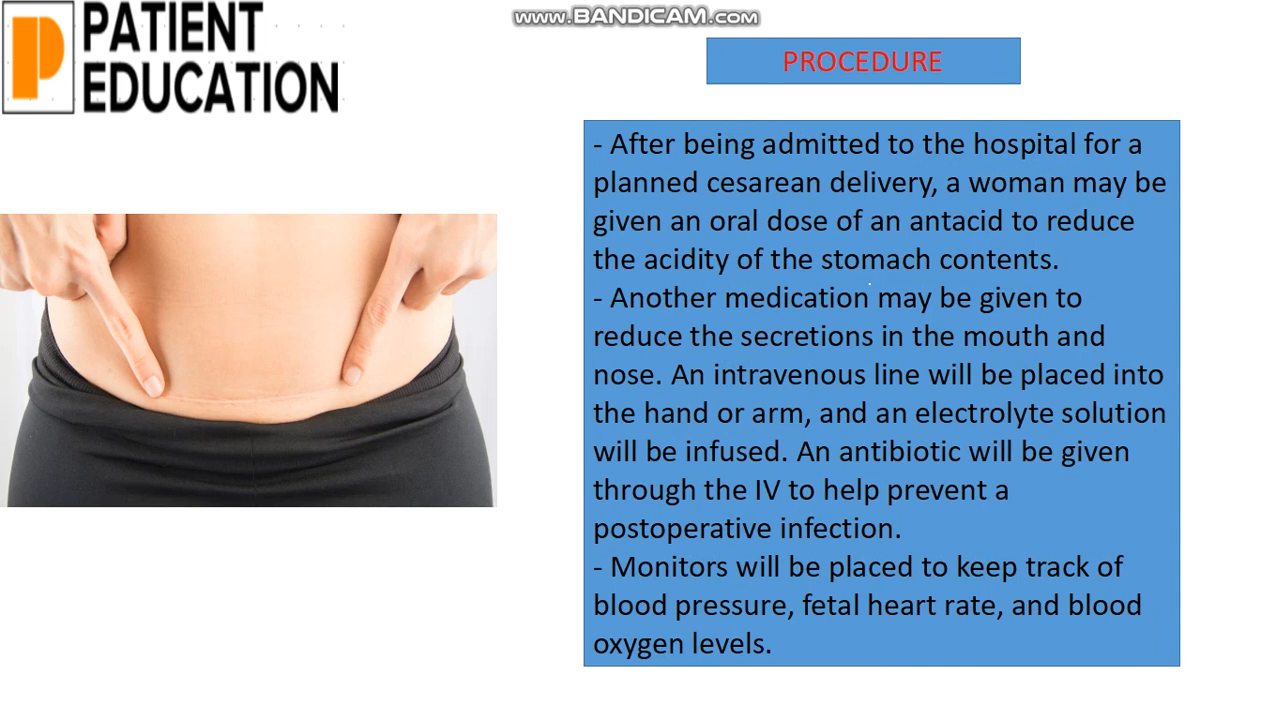 PATIENT
EDUCATION
www.BANDICAM.com
PROCEDURE
- After being admitted to the hospital for a
planned cesarean delivery, a woman may be
given an oral dose of an antacid to reduce
the acidity of the stomach contents.
- Another medication may be given to
reduce the secretions in the mouth and
nose. An intravenous line will be placed into
the hand or arm, and an electrolyte solution
will be infused. An antibiotic will be given
through the IV to help prevent a
postoperative infection.
- Monitors will be placed to keep track of
blood pressure, fetal heart rate, and blood
oxygen levels.